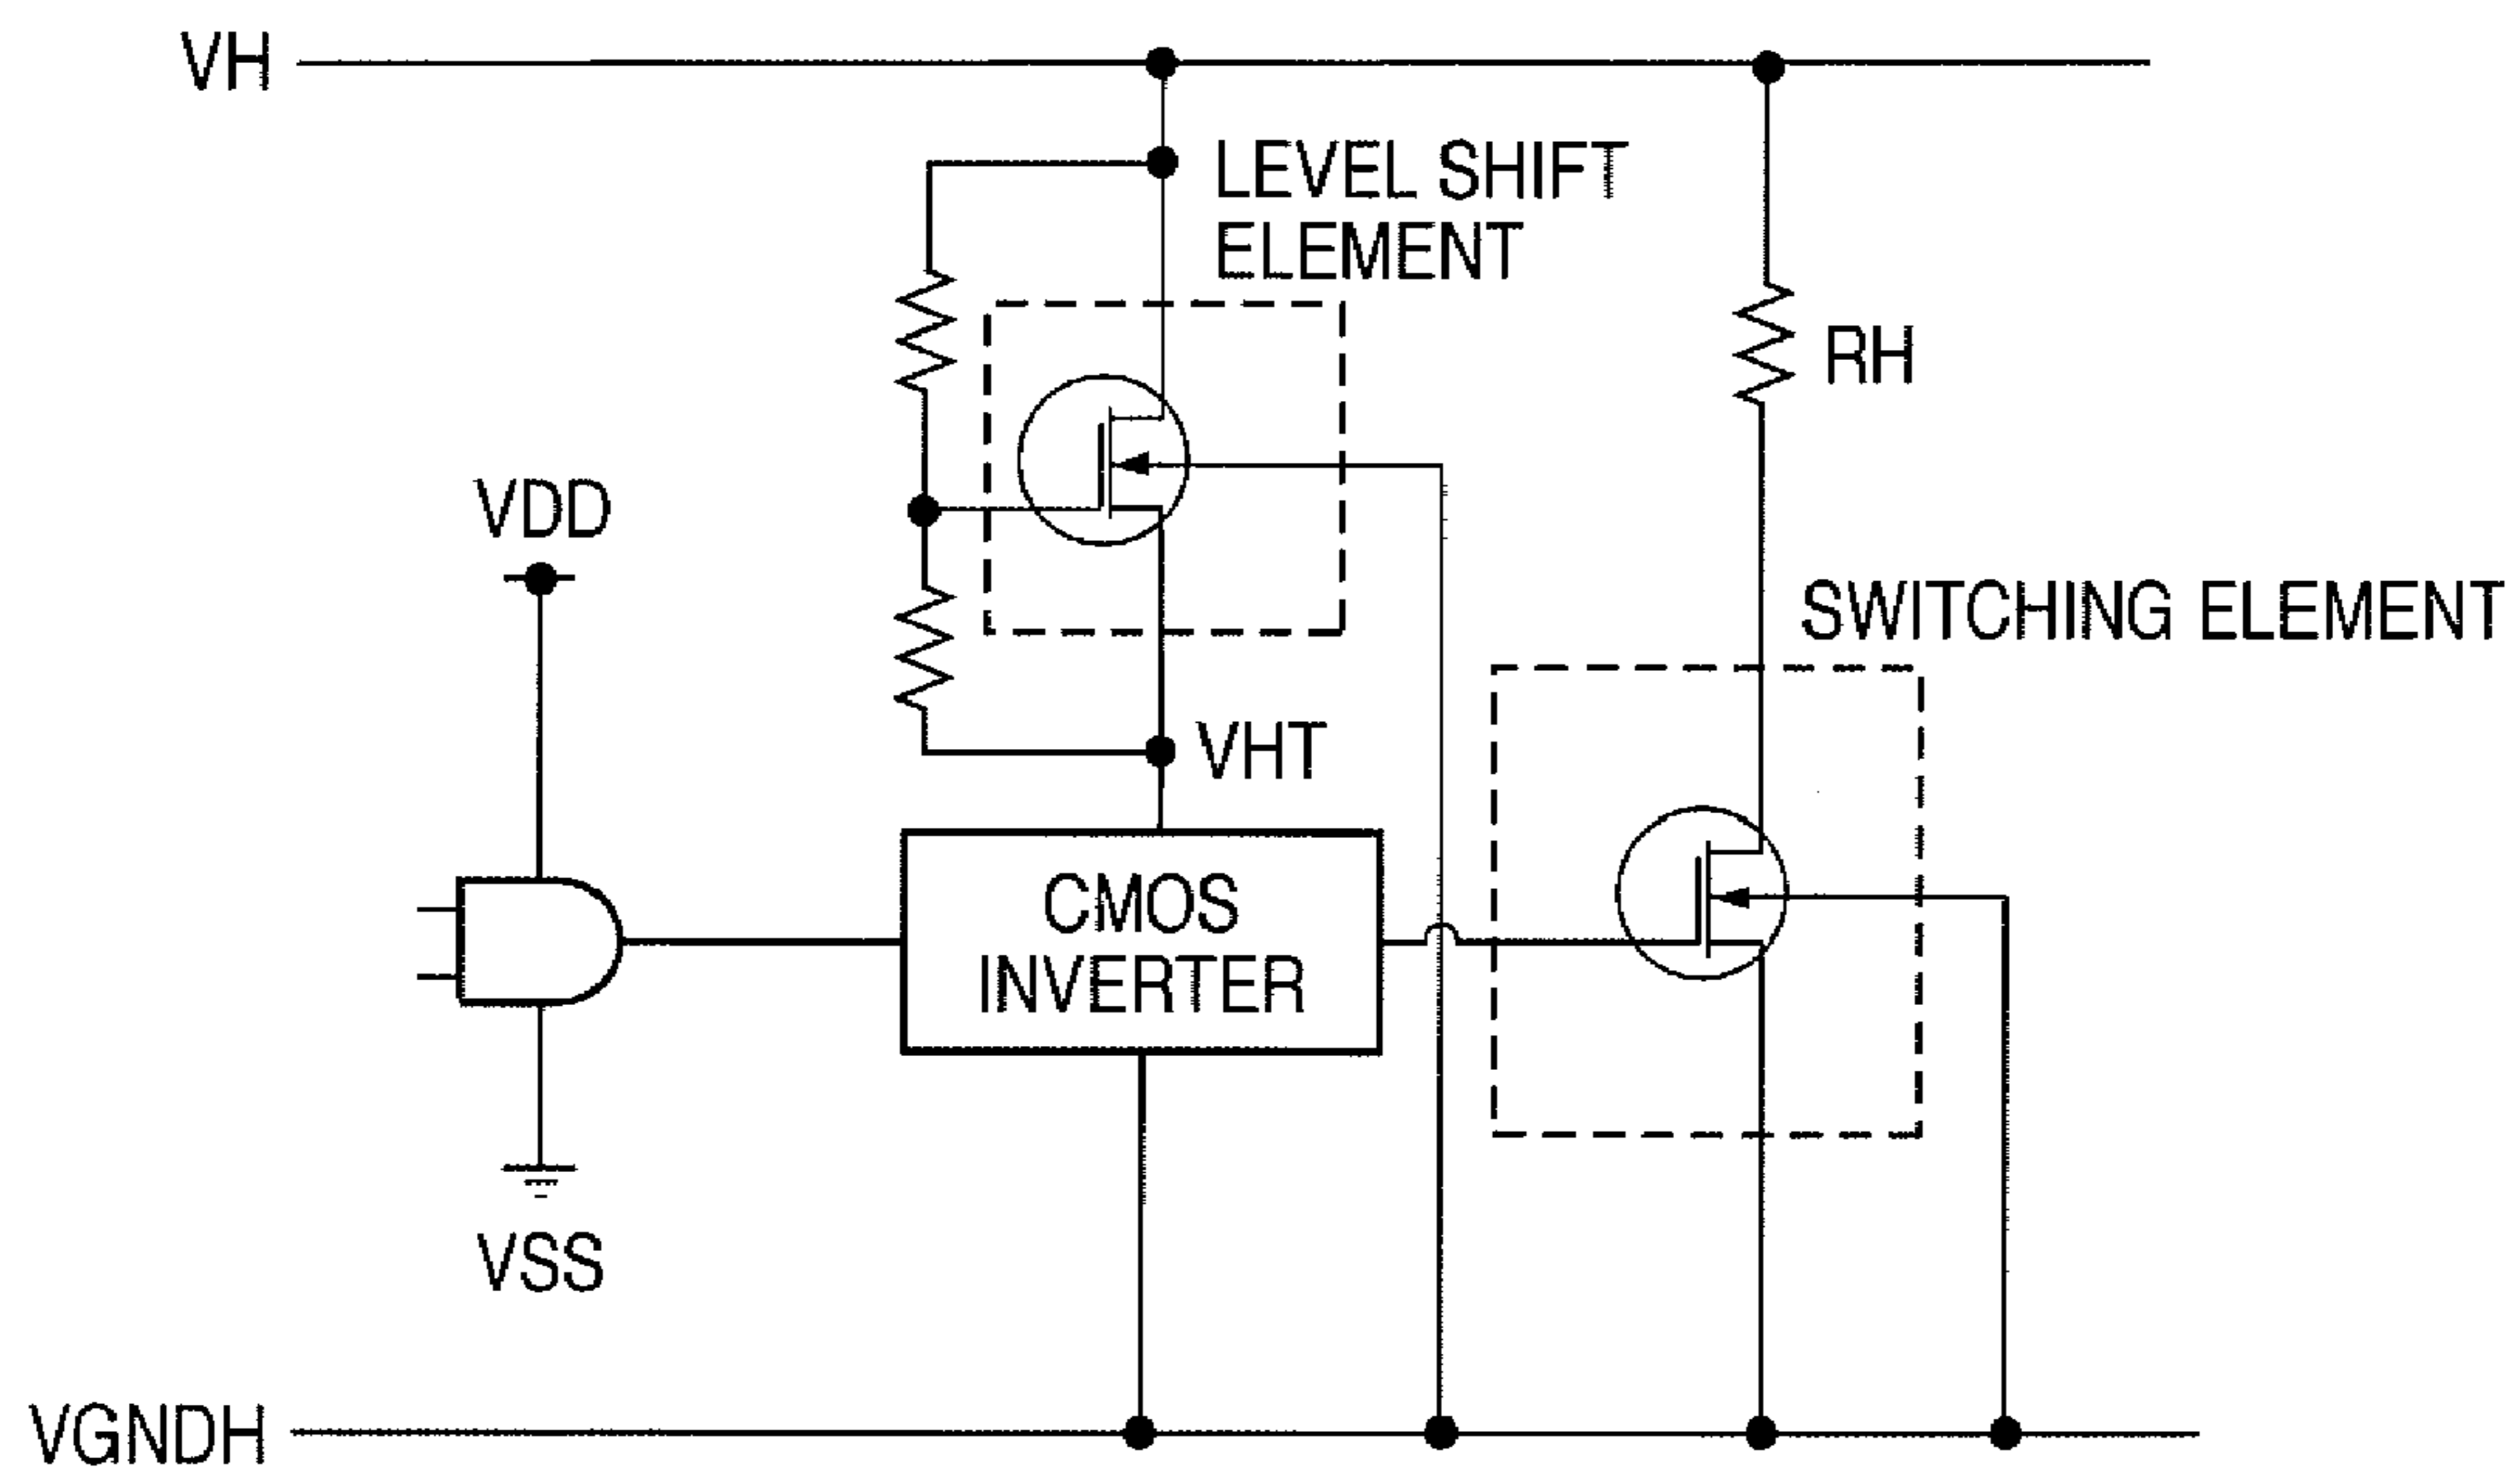 VH
LEVEL SHIFT
ELEMENT
RH
VDD
SWITCHING ELEMENT
VHT
CMOS
INVERTER
VSS
VGNDH